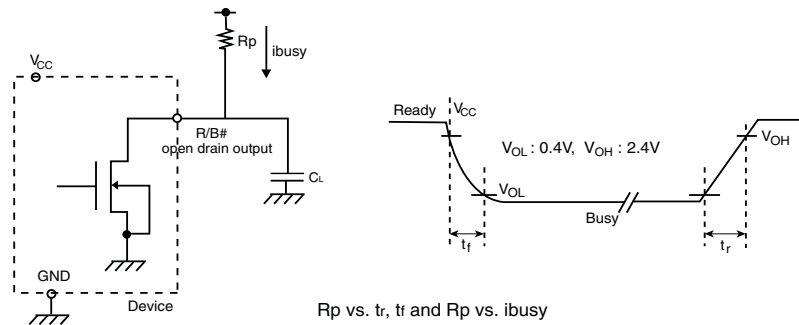 Rp
ibusy
VCC
R/B#
open drain output
CL
GND
Device
Ready
VCC
VOL : 0.4V, VOH : 2.4V
VOH
VOL
Busy
tf
tr
Rp vs. tr, tf and Rp vs. ibusy